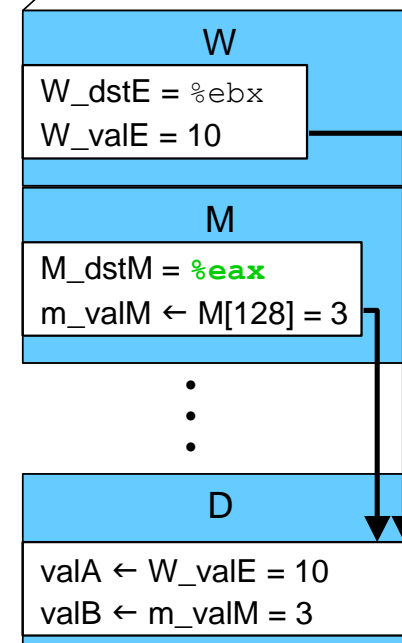 W
W_dstE = %ebx
W_valE = 10
M
M_dstM = %eax
m_valM ← M[128] = 3
•
•
•
D
valA ← W_valE = 10
valB ← m_valM = 3